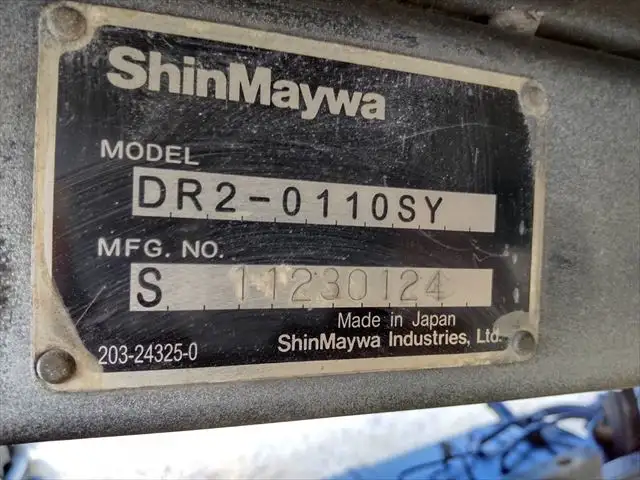 ShinMaywa
MODEL
DR2-0110SY
MFG. NO.
S 11230124
Made in Japan
203-24325-0
ShinMaywa Industries, Ltd.